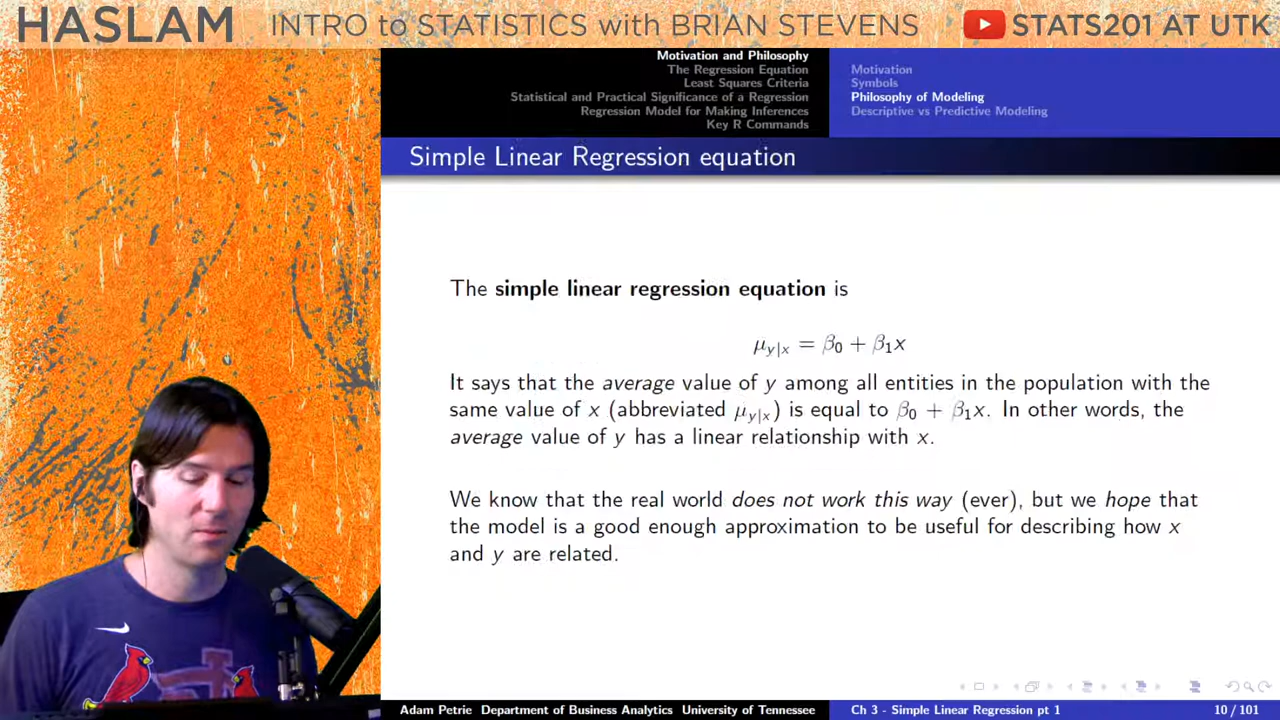 HASLAM INTRO to STATISTICS with BRIAN STEVENS STATS201 AT UTK
Motivation and Philosophy
The Regression Equation
Least Squares Criteria
Statistical and Practical Significance of a Regression
Regression Model for Making Inferences
Key R Commands
Motivation
Symbols
Philosophy of Modeling
Descriptive vs Predictive Modeling
Simple Linear Regression equation
The simple linear regression equation is
μ_{y|x} = β₀ + β₁x
It says that the average value of y among all entities in the population with the
same value of x (abbreviated μ_{y|x}) is equal to β₀ + β₁x. In other words, the
average value of y has a linear relationship with x.
We know that the real world does not work this way (ever), but we hope that
the model is a good enough approximation to be useful for describing how x
and y are related.
Adam Petrie Department of Business Analytics University of Tennessee Ch 3 - Simple Linear Regression pt 1 10 / 101